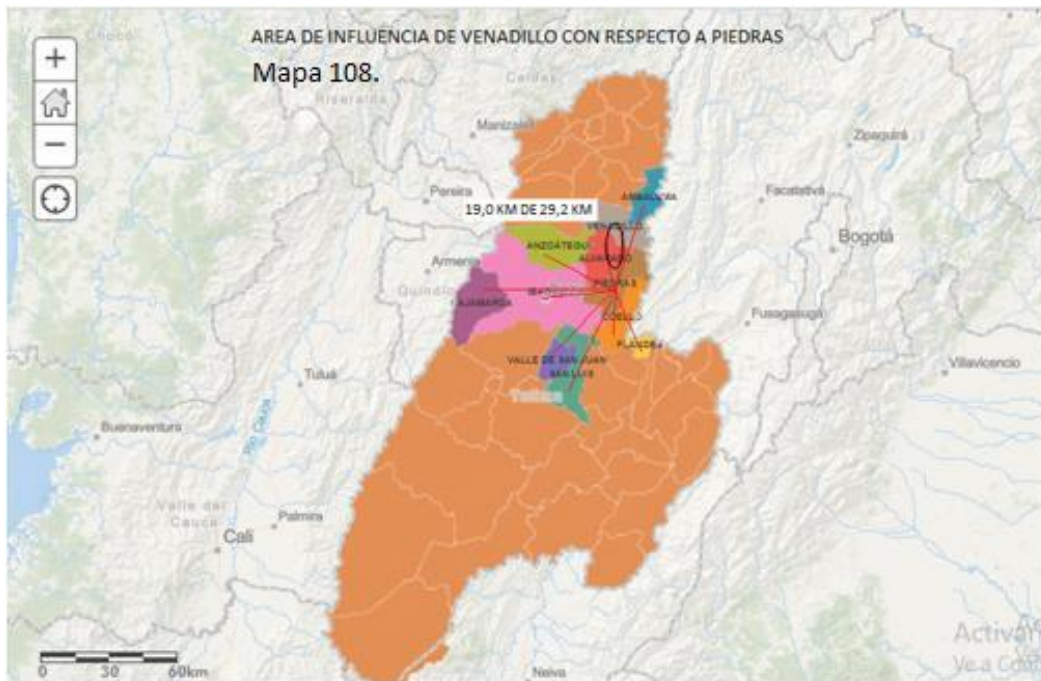 AREA DE INFLUENCIA DE VENADILLO CON RESPECTO A PIEDRAS
Mapa 108.
Chocó
Caldas
Risaralda
Manizales
Zipaquirá
Pereira
Facatativá
AMBALEMA
19,0 KM DE 29,2 KM
VENADILLO
Bogotá
ANZOÁTEGUI
ALVARADO
Armenia
PIEDRAS
Quindío
CAJAMARCA
COELLO
Fusagasugá
FLANDES
VALLE DE SAN JUAN
SAN LUIS
Villavicencio
Tuluá
Tolima
Buenaventura
Río Cauca
Valle del
Cauca
Palmira
Cali
Activar
Ve a Con
0 30 60km
Neiva